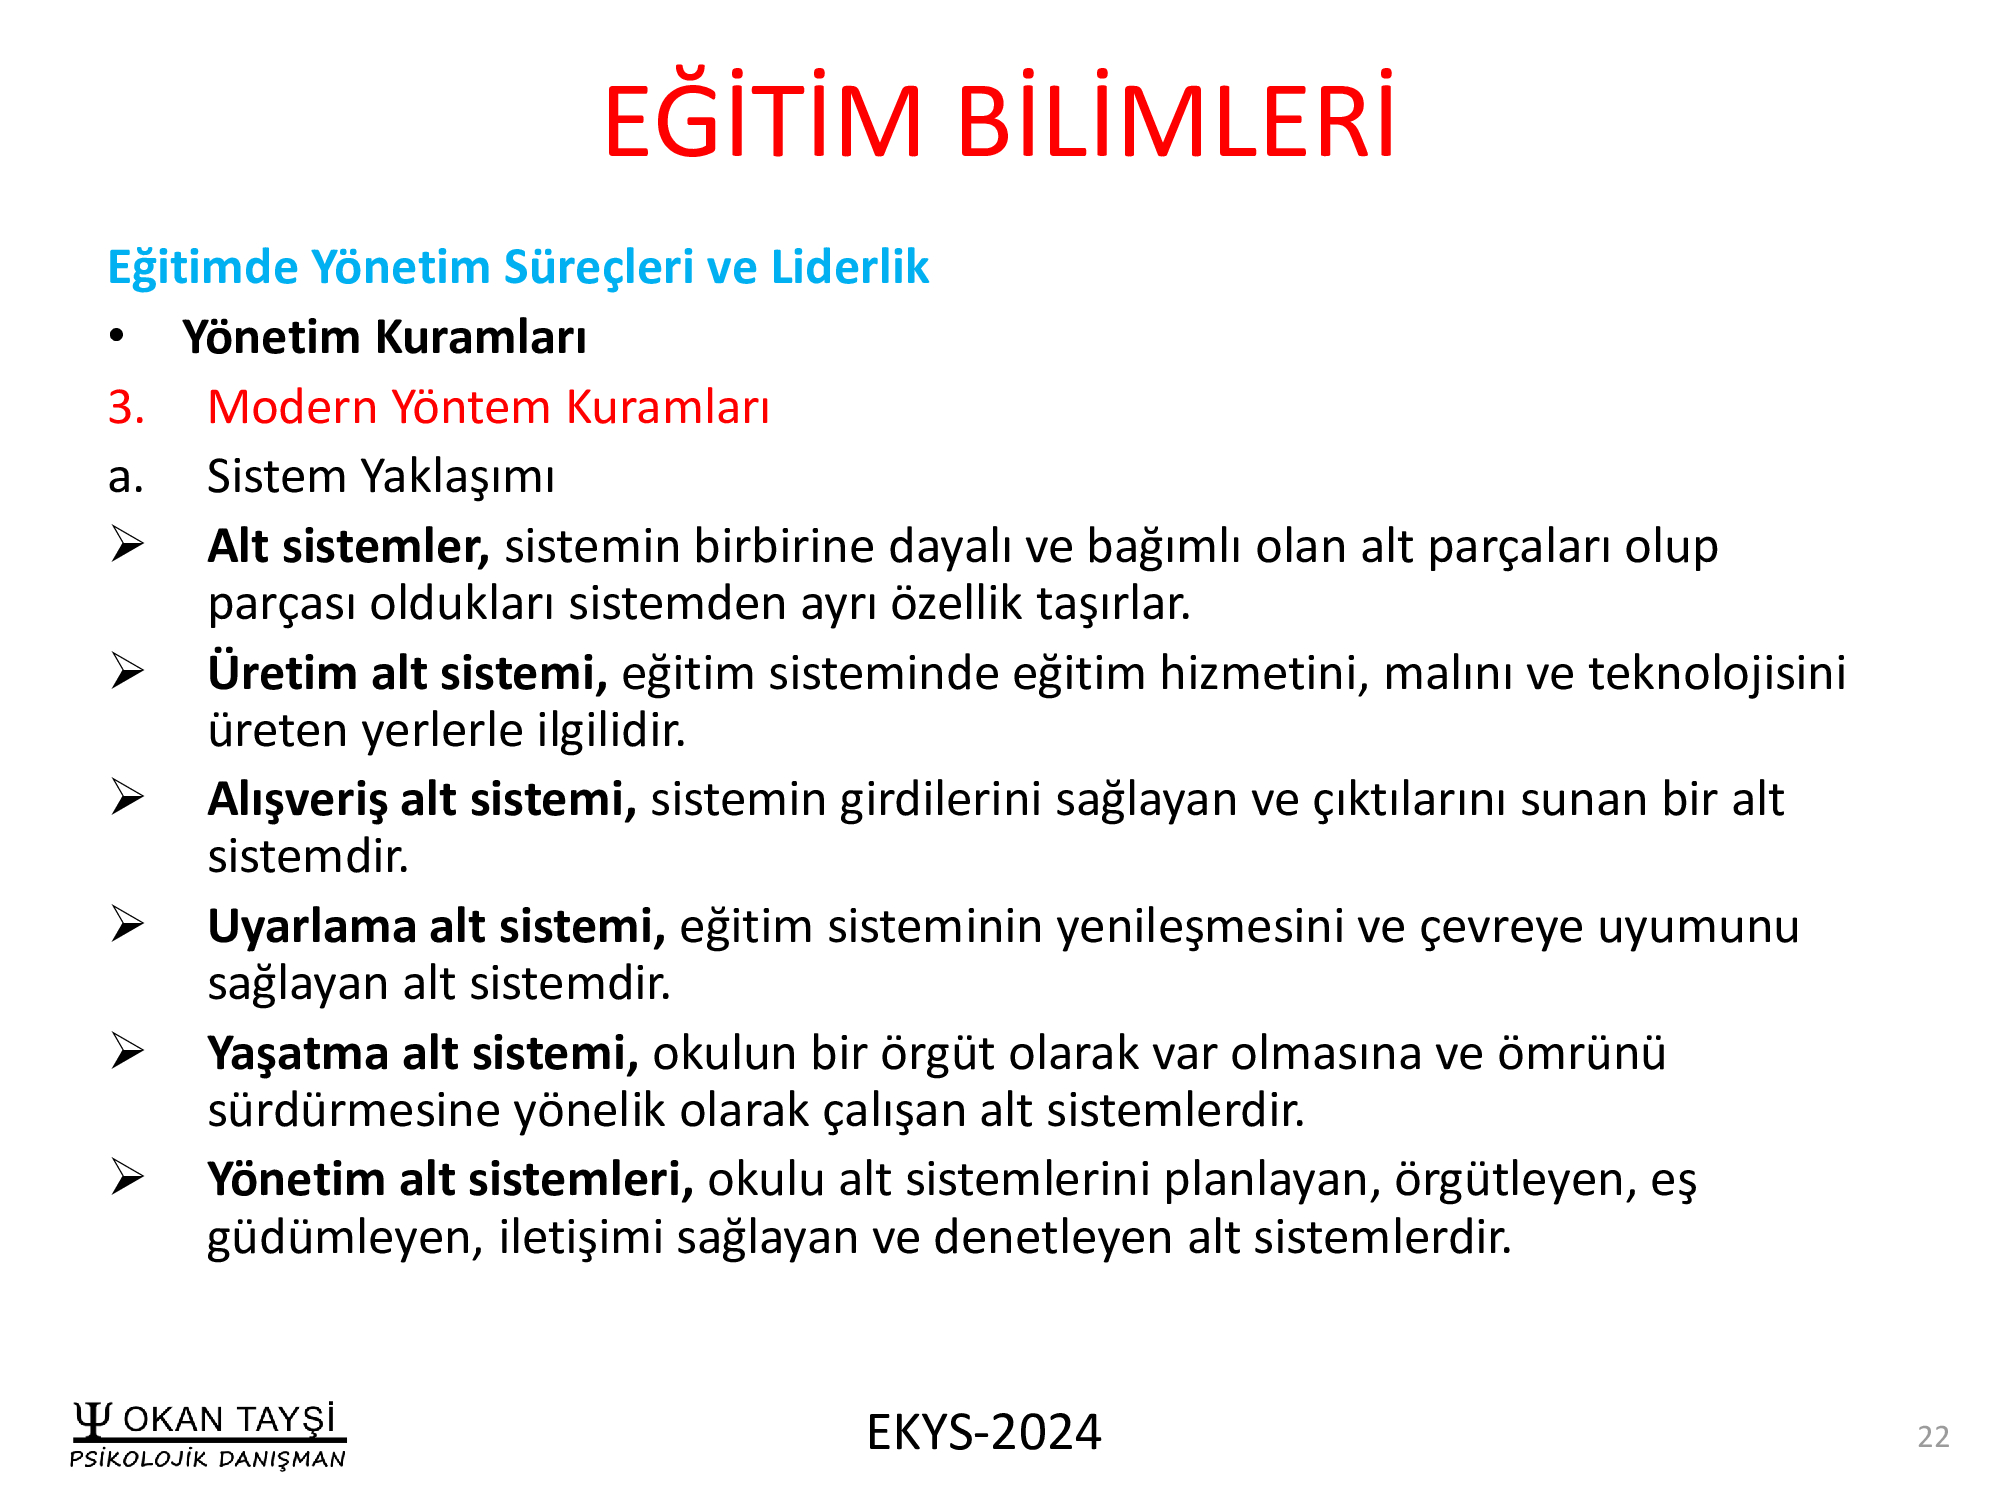 EĞİTİM BİLİMLERİ
Eğitimde Yönetim Süreçleri ve Liderlik
• Yönetim Kuramları
3. Modern Yöntem Kuramları
a. Sistem Yaklaşımı
➢ Alt sistemler, sistemin birbirine dayalı ve bağımlı olan alt parçaları olup
parçası oldukları sistemden ayrı özellik taşırlar.
➢ Üretim alt sistemi, eğitim sisteminde eğitim hizmetini, malını ve teknolojisini
üreten yerlerle ilgilidir.
➢ Alışveriş alt sistemi, sistemin girdilerini sağlayan ve çıktılarını sunan bir alt
sistemdir.
➢ Uyarlama alt sistemi, eğitim sisteminin yenileşmesini ve çevreye uyumunu
sağlayan alt sistemdir.
➢ Yaşatma alt sistemi, okulun bir örgüt olarak var olmasına ve ömrünü
sürdürmesine yönelik olarak çalışan alt sistemlerdir.
➢ Yönetim alt sistemleri, okulu alt sistemlerini planlayan, örgütleyen, eş
güdümleyen, iletişimi sağlayan ve denetleyen alt sistemlerdir.
Ψ OKAN TAYŞİ
PSİKOLOJİK DANIŞMAN
EKYS-2024
22